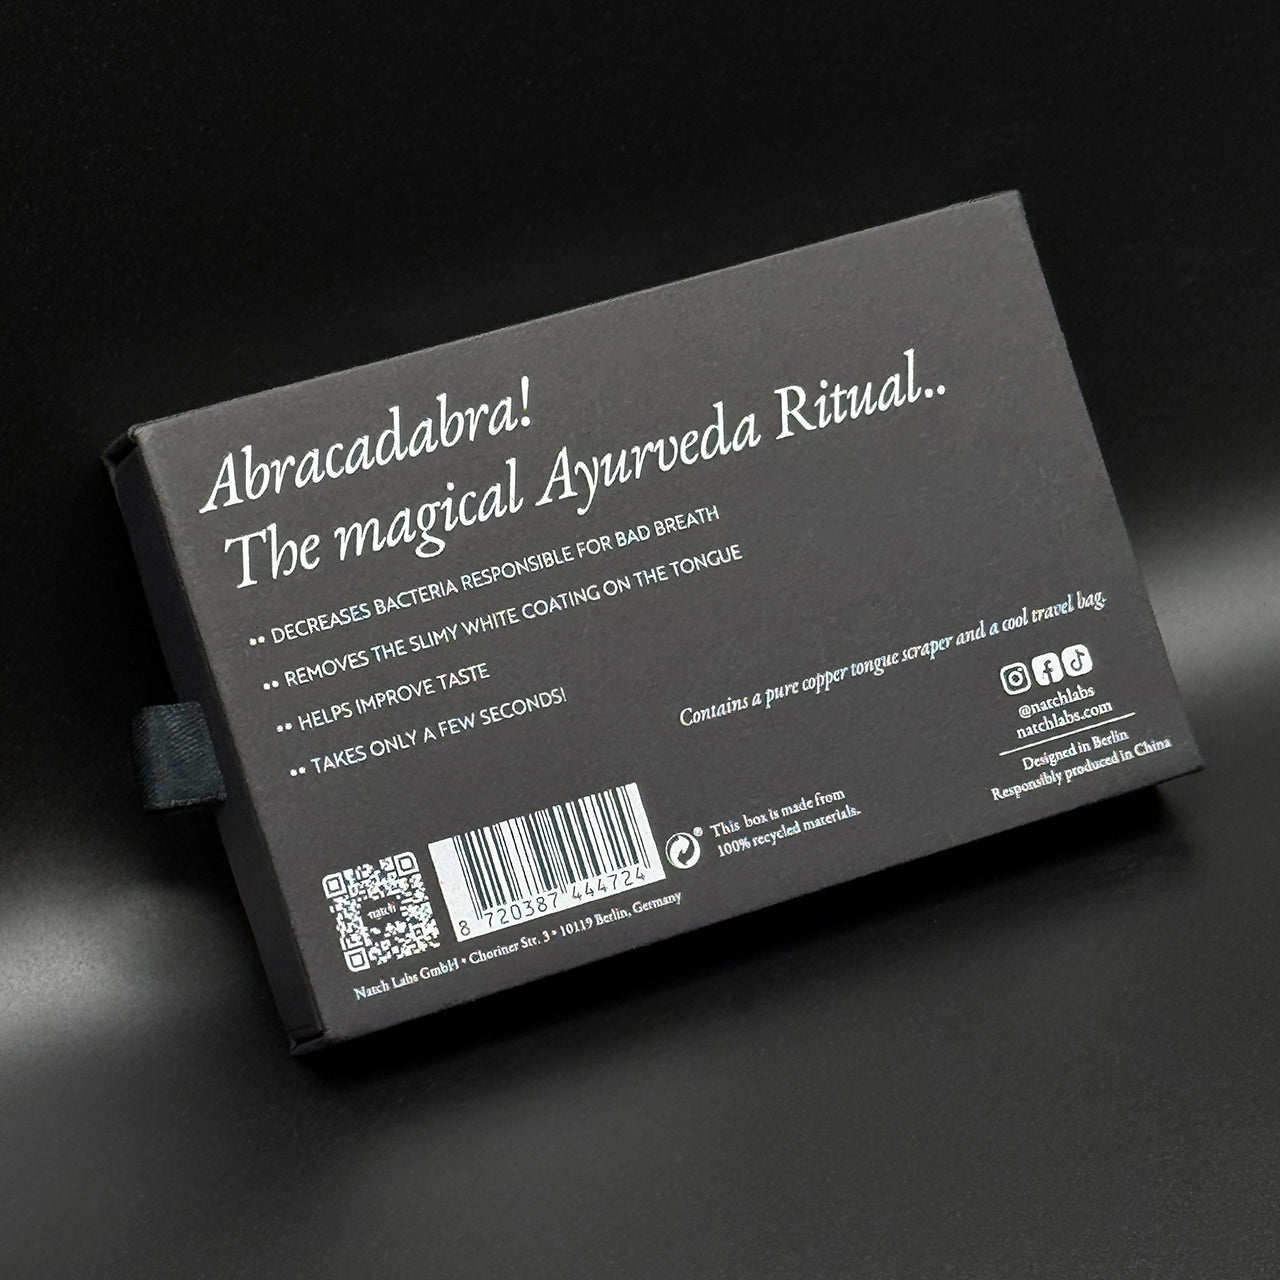 Abracadabra!
The magical Ayurveda Ritual..
•• DECREASES BACTERIA RESPONSIBLE FOR BAD BREATH
•• REMOVES THE SLIMY WHITE COATING ON THE TONGUE
•• HELPS IMPROVE TASTE
•• TAKES ONLY A FEW SECONDS!
Contains a pure copper tongue scraper and a cool travel bag.
@natchlabs
natchlabs.com
Designed in Berlin
Responsibly produced in China
This box is made from
100% recycled materials.
natch
8 720387 444724
Natch Labs GmbH • Choriner Str. 3 • 10119 Berlin, Germany